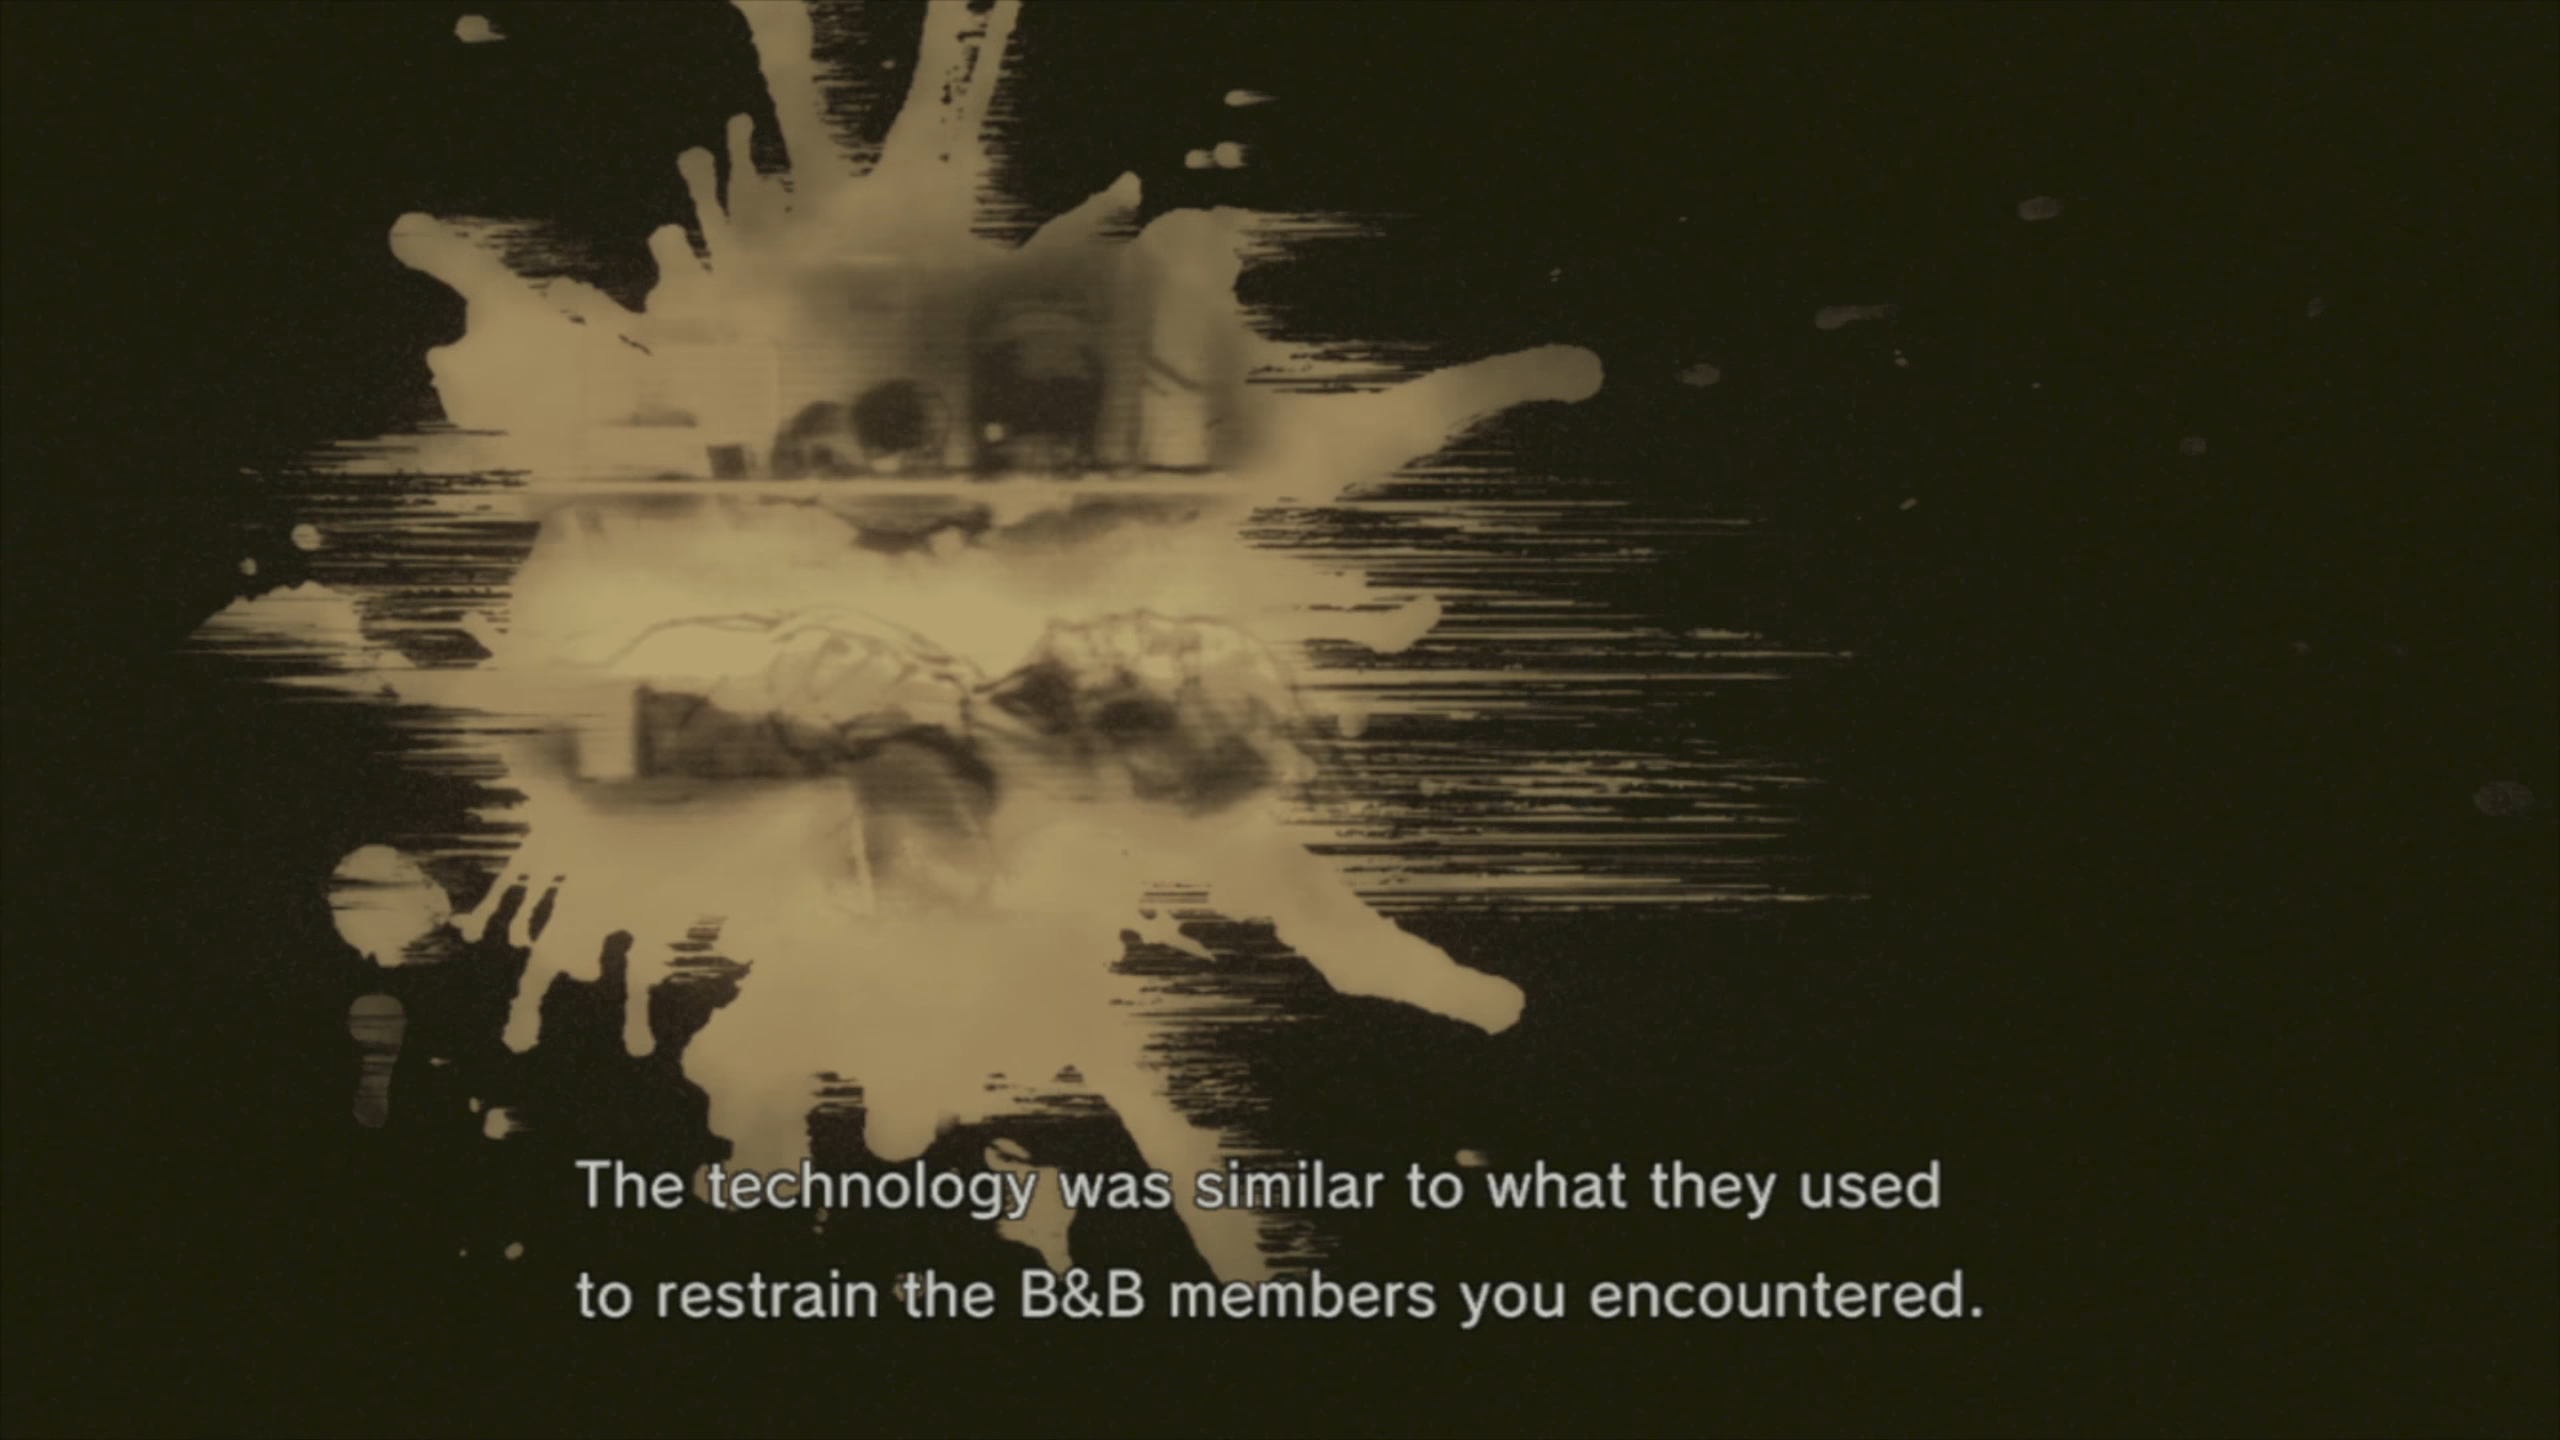 The technology was similar to what they used
to restrain the B&B members you encountered.